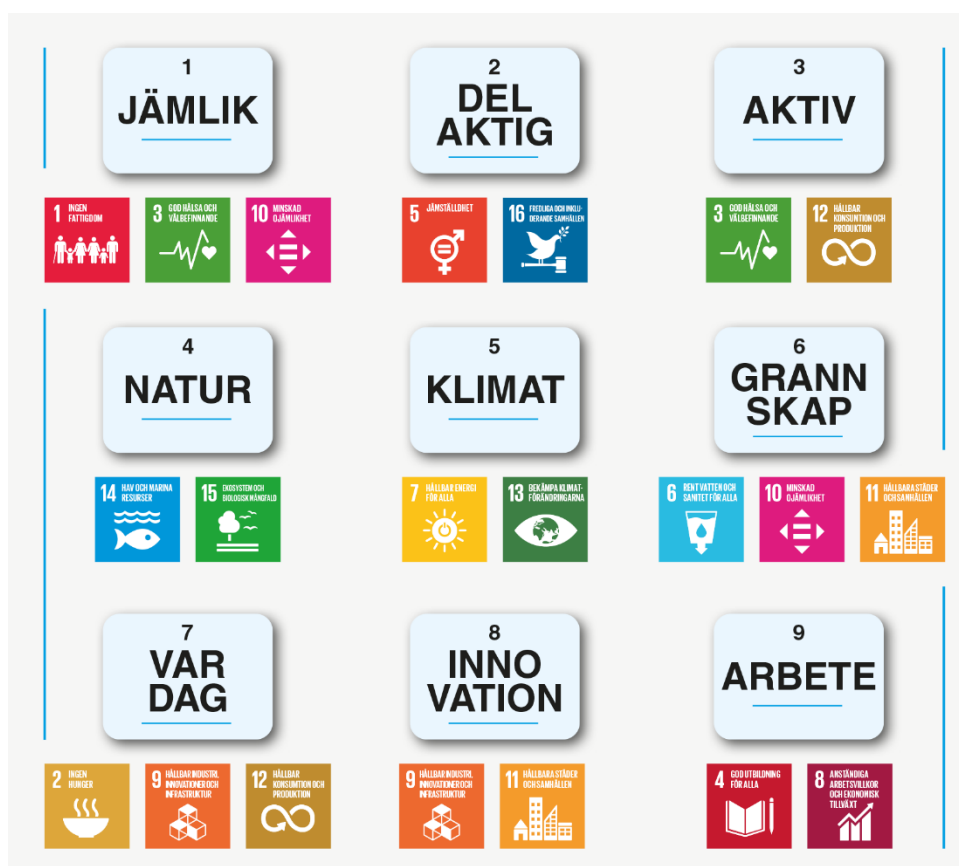 1
JÄMLIK
2
DEL
AKTIG
3
AKTIV
1 INGEN
FATTIGDOM
3 GOD HÄLSA OCH
VÄLBEFINNANDE
10 MINSKAD
OJÄMLIKHET
5 JÄMSTÄLLDHET
16 FREDLIGA OCH INKLU-
DERANDE SAMHÄLLEN
3 GOD HÄLSA OCH
VÄLBEFINNANDE
12 HÅLLBAR
KONSUMTION OCH
PRODUKTION
4
NATUR
5
KLIMAT
6
GRANN
SKAP
14 HAV OCH MARINA
RESURSER
15 EKOSYSTEM OCH
BIOLOGISK MÅNGFALD
7 HÅLLBAR ENERGI
FÖR ALLA
13 BEKÄMPA KLIMAT-
FÖRÄNDRINGARNA
6 RENT VATTEN OCH
SANITET FÖR ALLA
10 MINSKAD
OJÄMLIKHET
11 HÅLLBARA STÄDER
OCH SAMHÄLLEN
7
VAR
DAG
8
INNO
VATION
9
ARBETE
2 INGEN
HUNGER
9 HÅLLBAR INDUSTRI,
INNOVATIONER OCH
INFRASTRUKTUR
12 HÅLLBAR
KONSUMTION OCH
PRODUKTION
9 HÅLLBAR INDUSTRI,
INNOVATIONER OCH
INFRASTRUKTUR
11 HÅLLBARA STÄDER
OCH SAMHÄLLEN
4 GOD UTBILDNING
FÖR ALLA
8 ANSTÄNDIGA
ARBETSVILLKOR
OCH EKONOMISK
TILLVÄXT